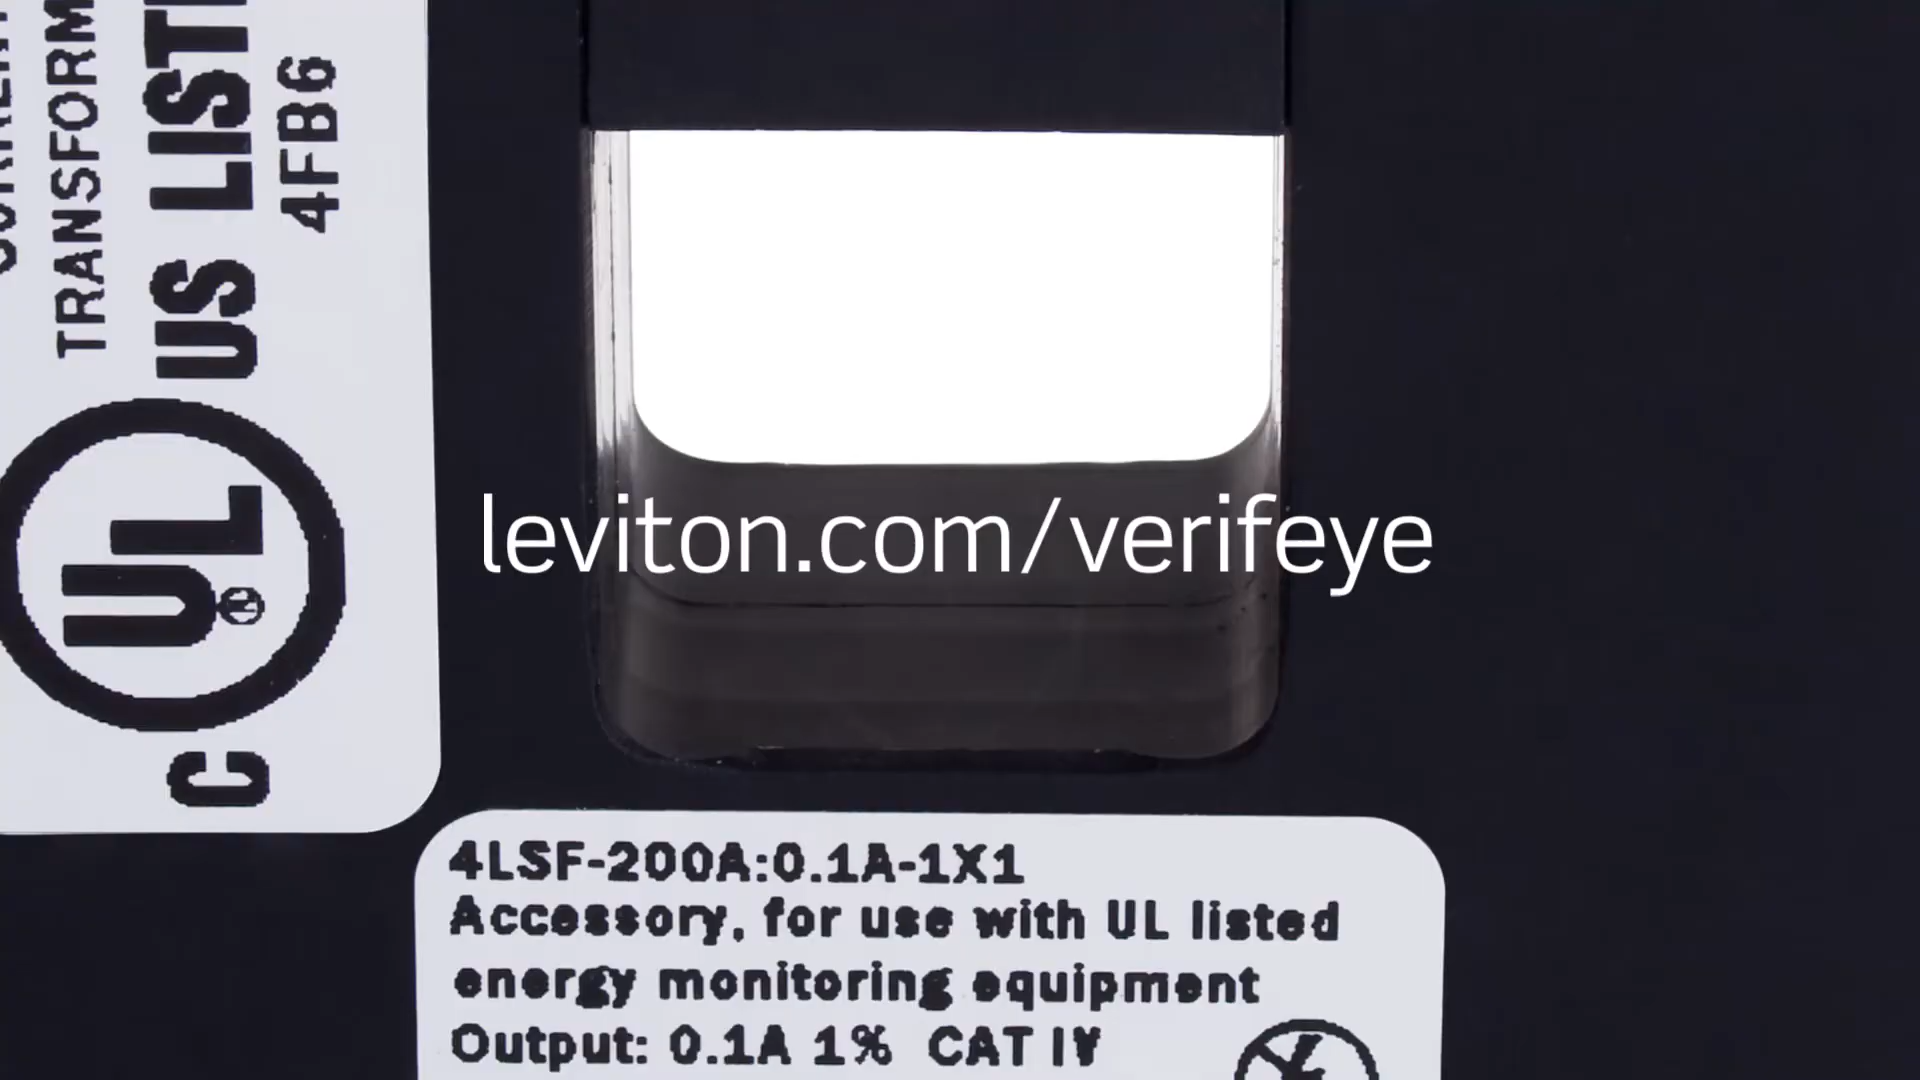 TRANSFORM
US LIST
4FB6
UL
C
leviton.com/verifeye
4LSF-200A:0.1A-1X1
Accessory, for use with UL listed
energy monitoring equipment
Output: 0.1A 1% CAT IV